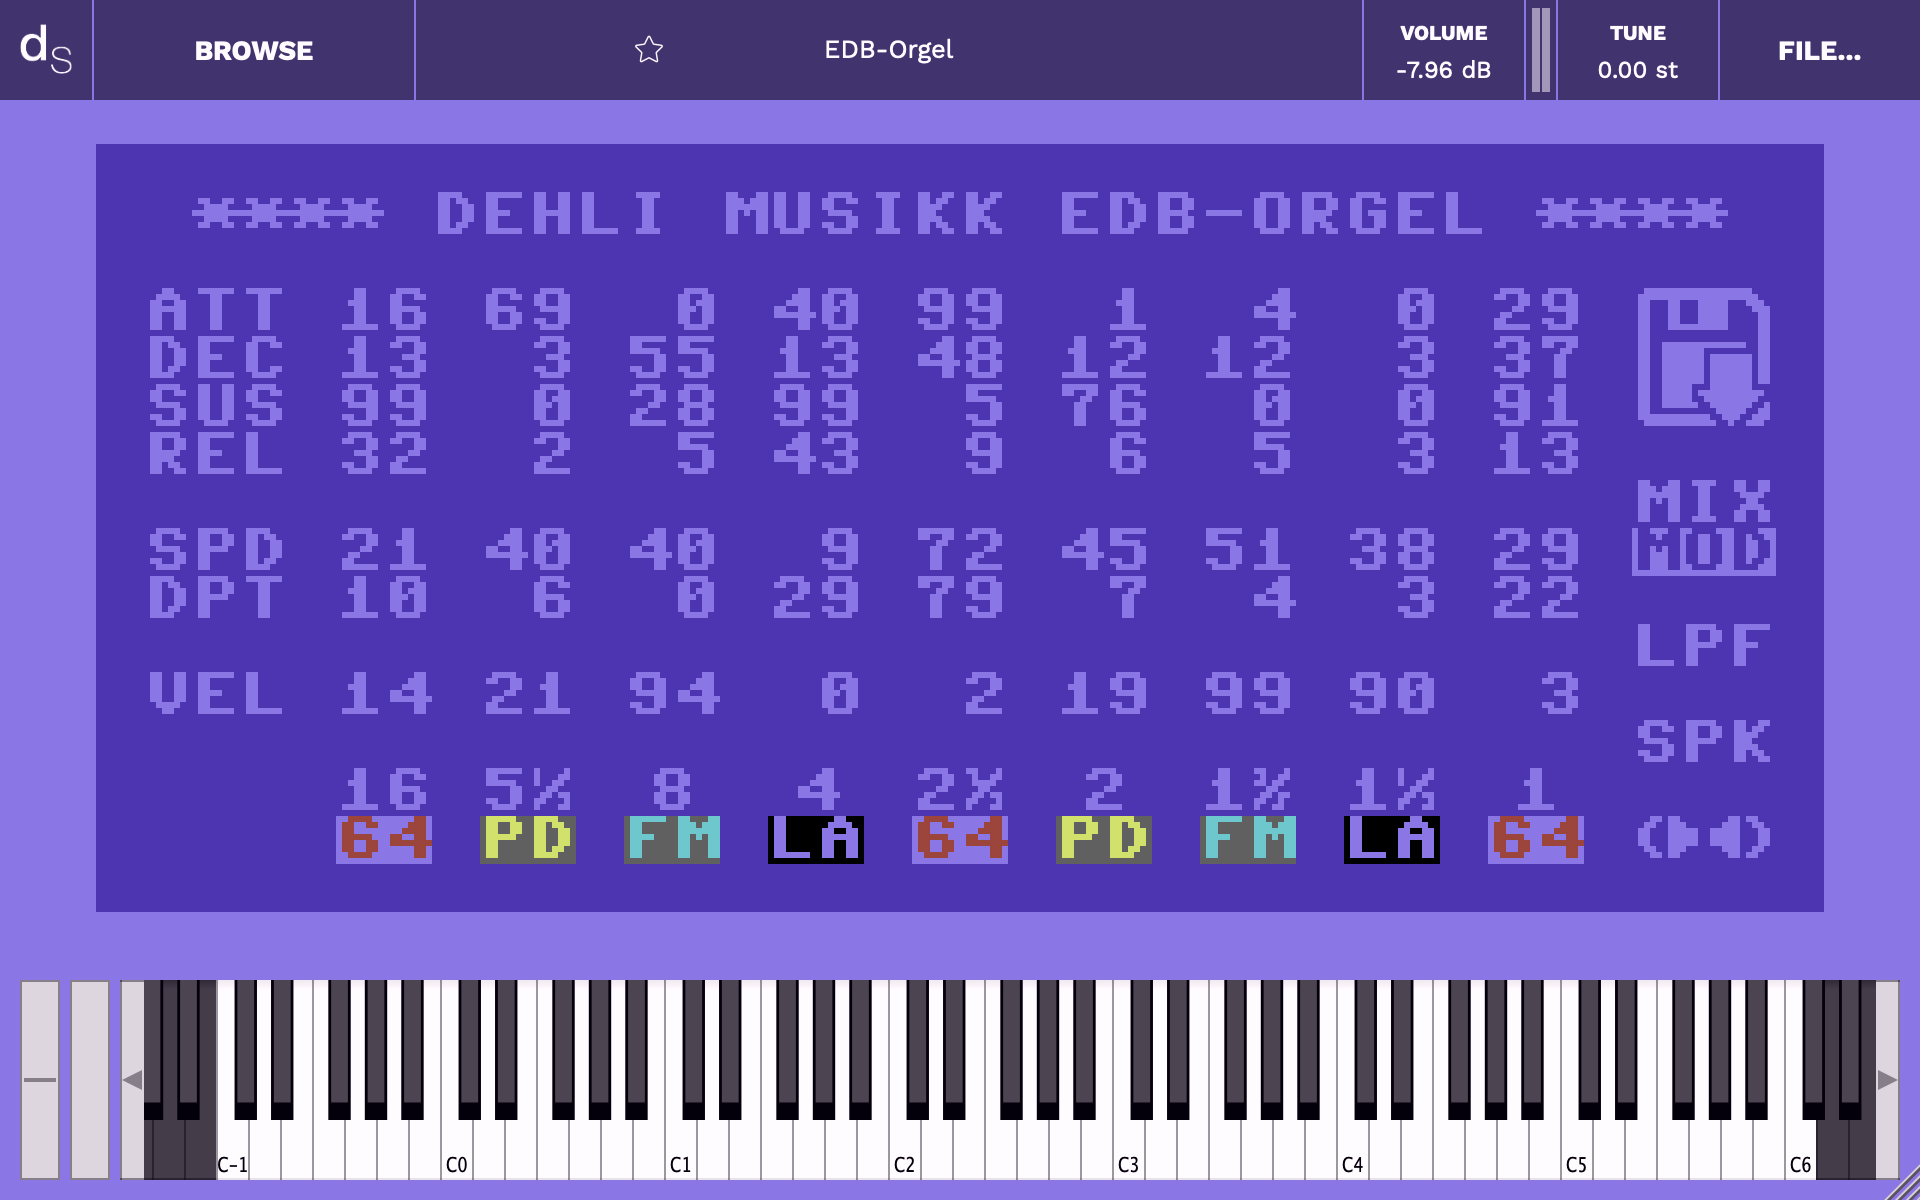 ds BROWSE EDB-Orgel VOLUME -7.96 dB TUNE 0.00 st FILE...
**** DEHLI MUSIKK EDB-ORGEL ****
ATT 16 69 0 40 99 1 4 0 29
DEC 13 3 55 13 48 12 12 3 37
SUS 99 0 28 99 5 76 0 0 91
REL 32 2 5 43 9 6 5 3 13
MIX
SPD 21 40 40 9 72 45 51 38 29 MOD
DPT 10 6 0 29 79 7 4 3 22
LPF
VEL 14 21 94 0 2 19 99 90 3
SPK
16 5⅓ 8 4 2⅔ 2 1⅗ 1⅓ 1
64 PD FM LA 64 PD FM LA 64
C-1 C0 C1 C2 C3 C4 C5 C6